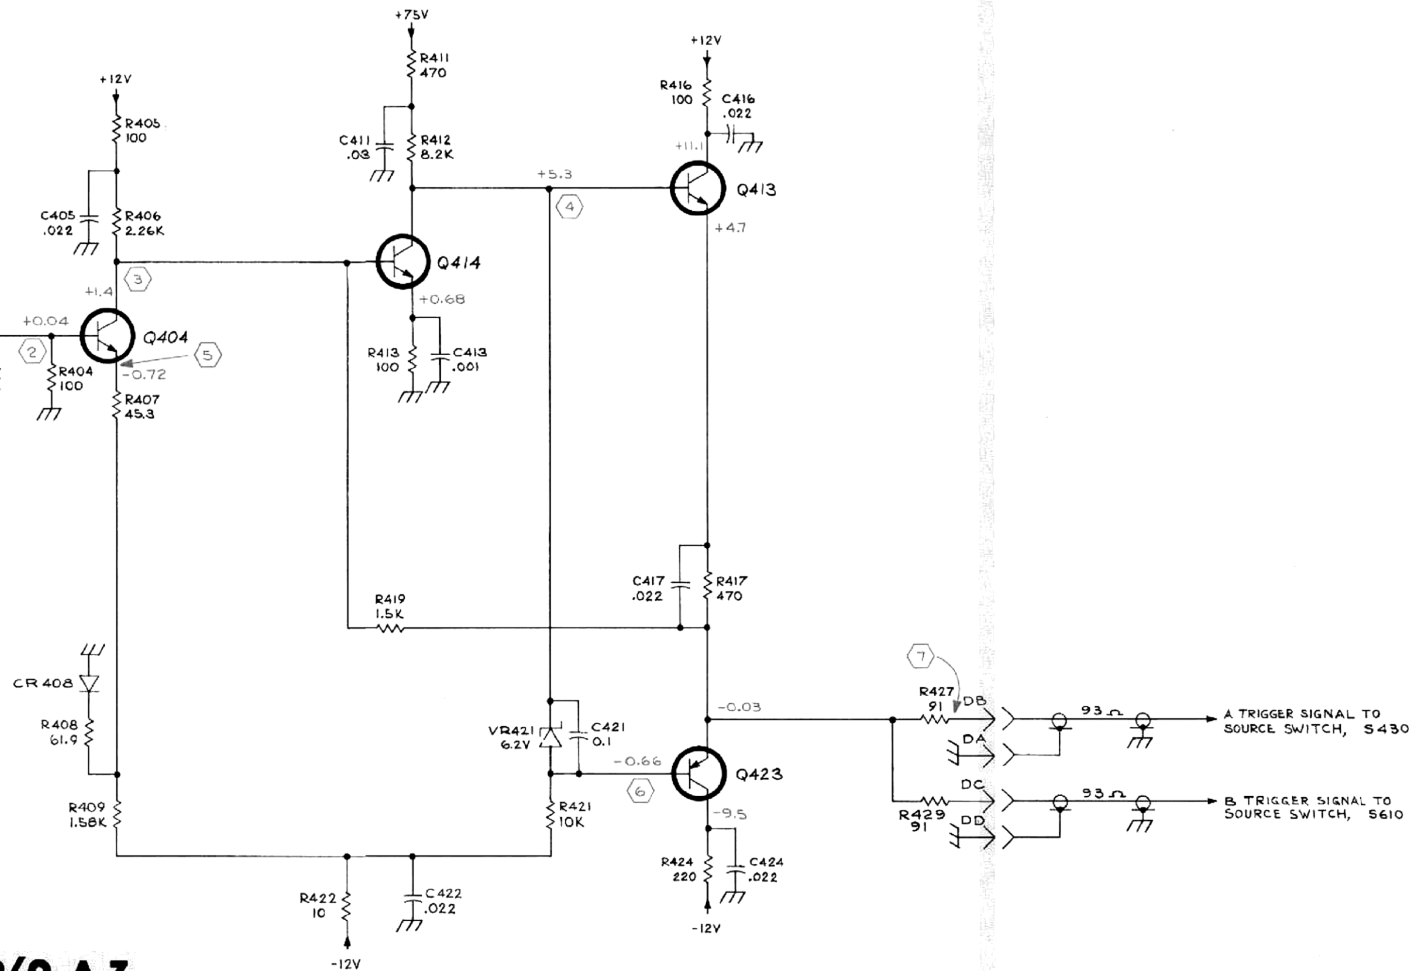 +75V
R411
470
+12V
R416
100
C416
.022
+12V
R405
100
C411
.03
R412
8.2K
+11.1
Q413
+5.3
4
+4.7
C405
.022
R406
2.26K
3
Q414
+1.4
+0.68
+0.04
2
Q404
5
R404
100
-0.72
R413
100
C413
.001
R407
45.3
C417
.022
R417
470
R419
1.5K
7
CR408
R427
91
DB
93Ω
A TRIGGER SIGNAL TO
SOURCE SWITCH, S430
-0.03
R408
61.9
VR421
6.2V
C421
0.1
DA
-0.66
6
Q423
DC
93Ω
B TRIGGER SIGNAL TO
SOURCE SWITCH, S610
R409
1.58K
R421
10K
-9.5
R429
91
DD
R424
220
C424
.022
R422
10
C422
.022
-12V
-12V